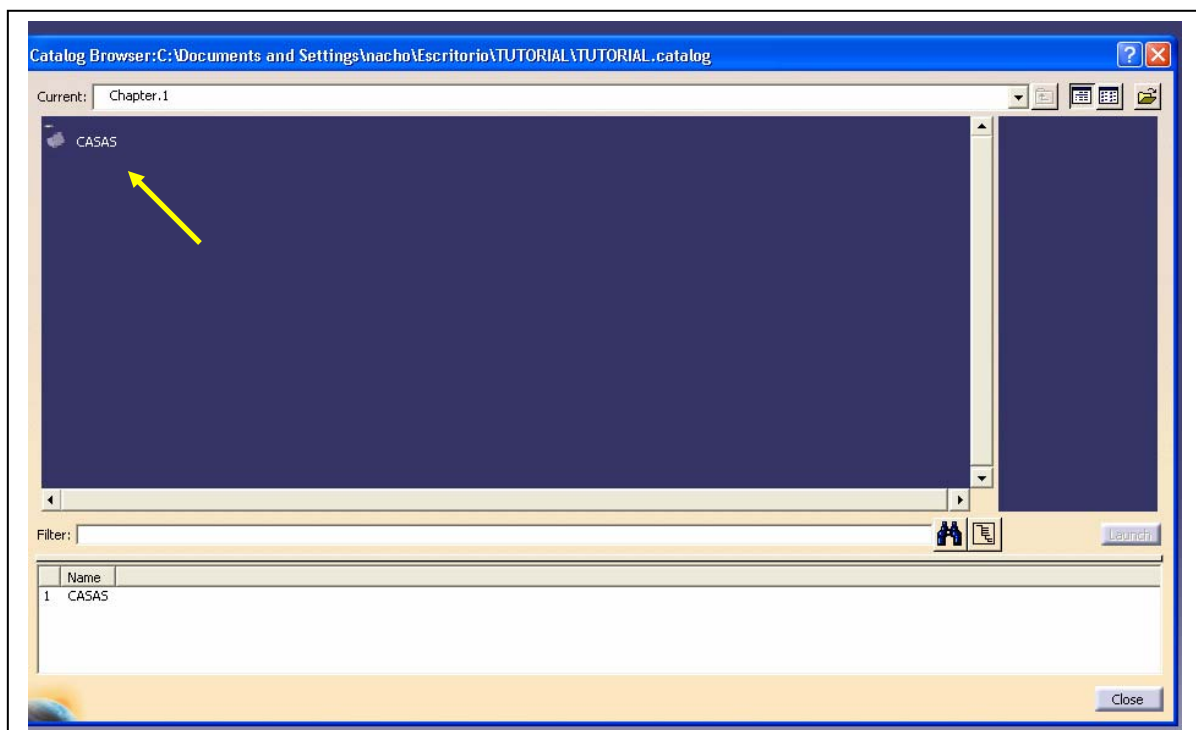 Catalog Browser:C:\Documents and Settings\nacho\Escritorio\TUTORIAL\TUTORIAL.catalog
Current: Chapter.1
CASAS
Filter:
Launch
Name
1 CASAS
Close